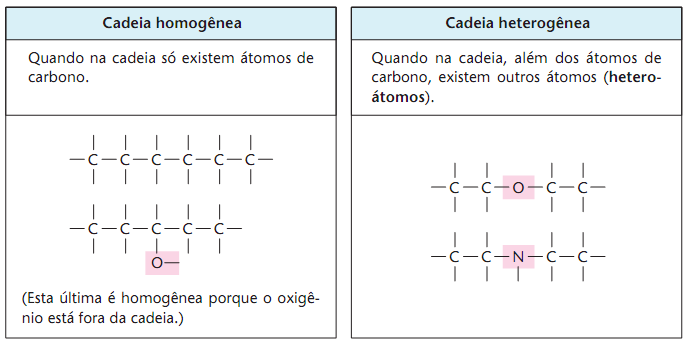 Cadeia homogênea
Quando na cadeia só existem átomos de
carbono.
C C C C C C
C C C C C
O
(Esta última é homogênea porque o oxigê-
nio está fora da cadeia.)
Cadeia heterogênea
Quando na cadeia, além dos átomos de
carbono, existem outros átomos (hetero-
átomos).
C C O C C
C C N C C